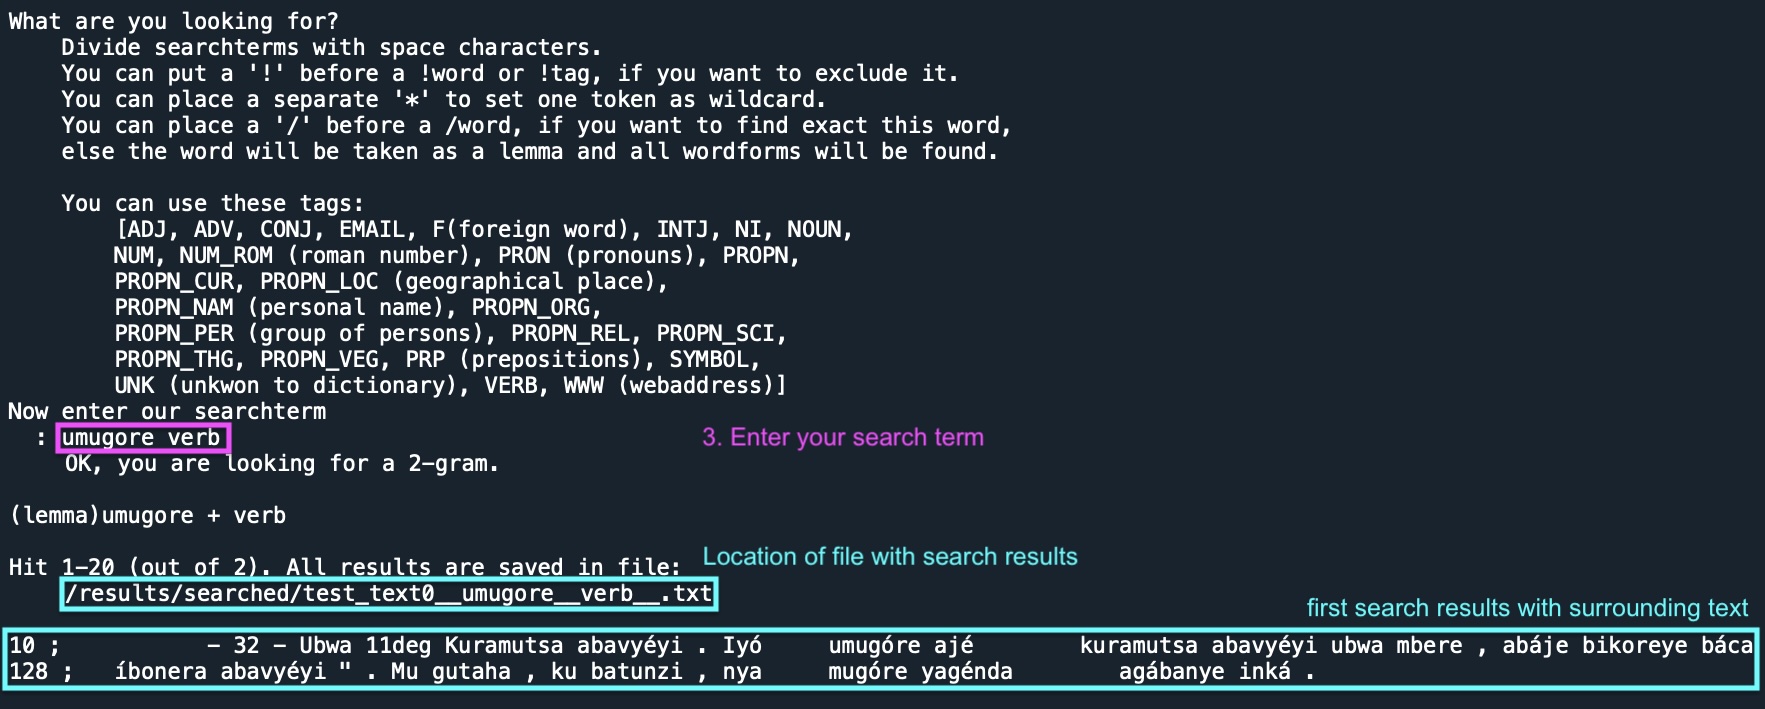 What are you looking for?
Divide searchterms with space characters.
You can put a '!' before a !word or !tag, if you want to exclude it.
You can place a separate '*' to set one token as wildcard.
You can place a '/' before a /word, if you want to find exact this word,
else the word will be taken as a lemma and all wordforms will be found.
You can use these tags:
[ADJ, ADV, CONJ, EMAIL, F(foreign word), INTJ, NI, NOUN,
NUM, NUM_ROM (roman number), PRON (pronouns), PROPN,
PROPN_CUR, PROPN_LOC (geographical place),
PROPN_NAM (personal name), PROPN_ORG,
PROPN_PER (group of persons), PROPN_REL, PROPN_SCI,
PROPN_THG, PROPN_VEG, PRP (prepositions), SYMBOL,
UNK (unkwon to dictionary), VERB, WWW (webaddress)]
Now enter our searchterm
: umugore verb
3. Enter your search term
OK, you are looking for a 2-gram.
(lemma)umugore + verb
Location of file with search results
Hit 1-20 (out of 2). All results are saved in file:
/results/searched/test_text0__umugore__verb__.txt
first search results with surrounding text
10 ; - 32 - Ubwa 11deg Kuramutsa abavyéyi . Iyó umugóre ajé kuramutsa abavyéyi ubwa mbere , abáje bikoreye báca
128 ; íbonera abavyéyi " . Mu gutaha , ku batunzi , nya mugóre yagénda agábanye inká .